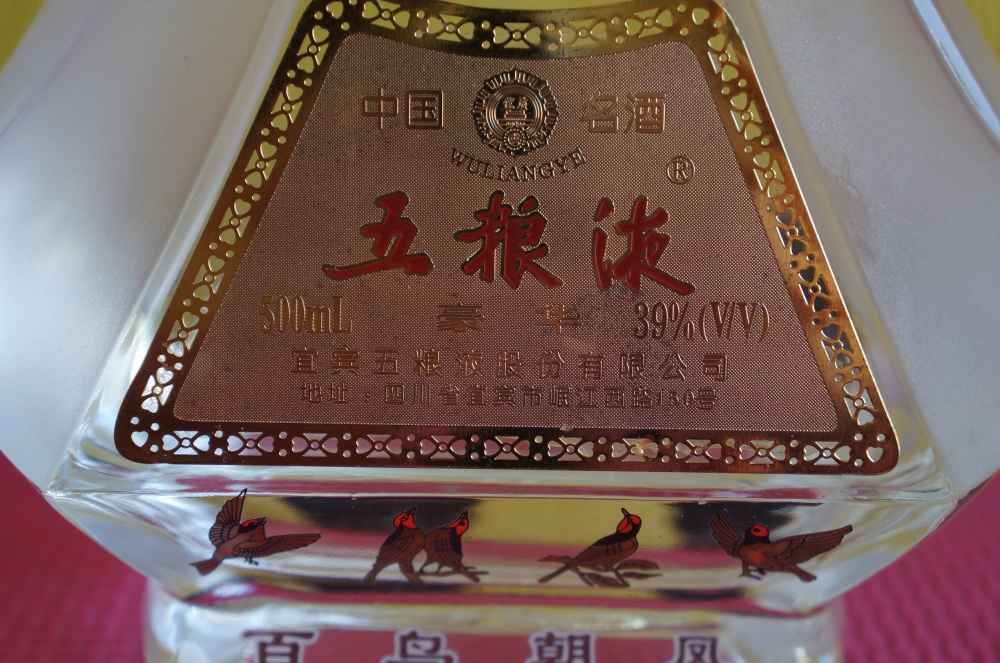 中国 名酒
WULIANGYE
®
五粮液
500mL 豪华 39%(V/V)
宜宾五粮液股份有限公司
地址：四川省宜宾市岷江西路150号
百鸟朝凤